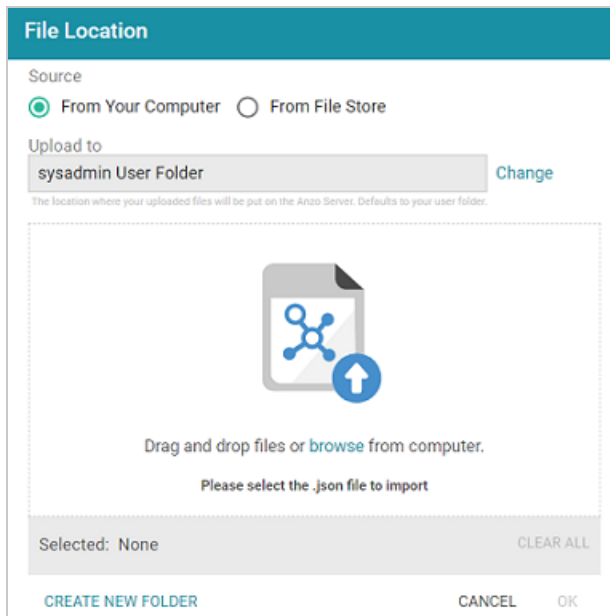 File Location
Source
From Your Computer From File Store
Upload to
sysadmin User Folder Change
The location where your uploaded files will be put on the Anzo Server. Defaults to your user folder.
Drag and drop files or browse from computer.
Please select the .json file to import
Selected: None CLEAR ALL
CREATE NEW FOLDER CANCEL OK